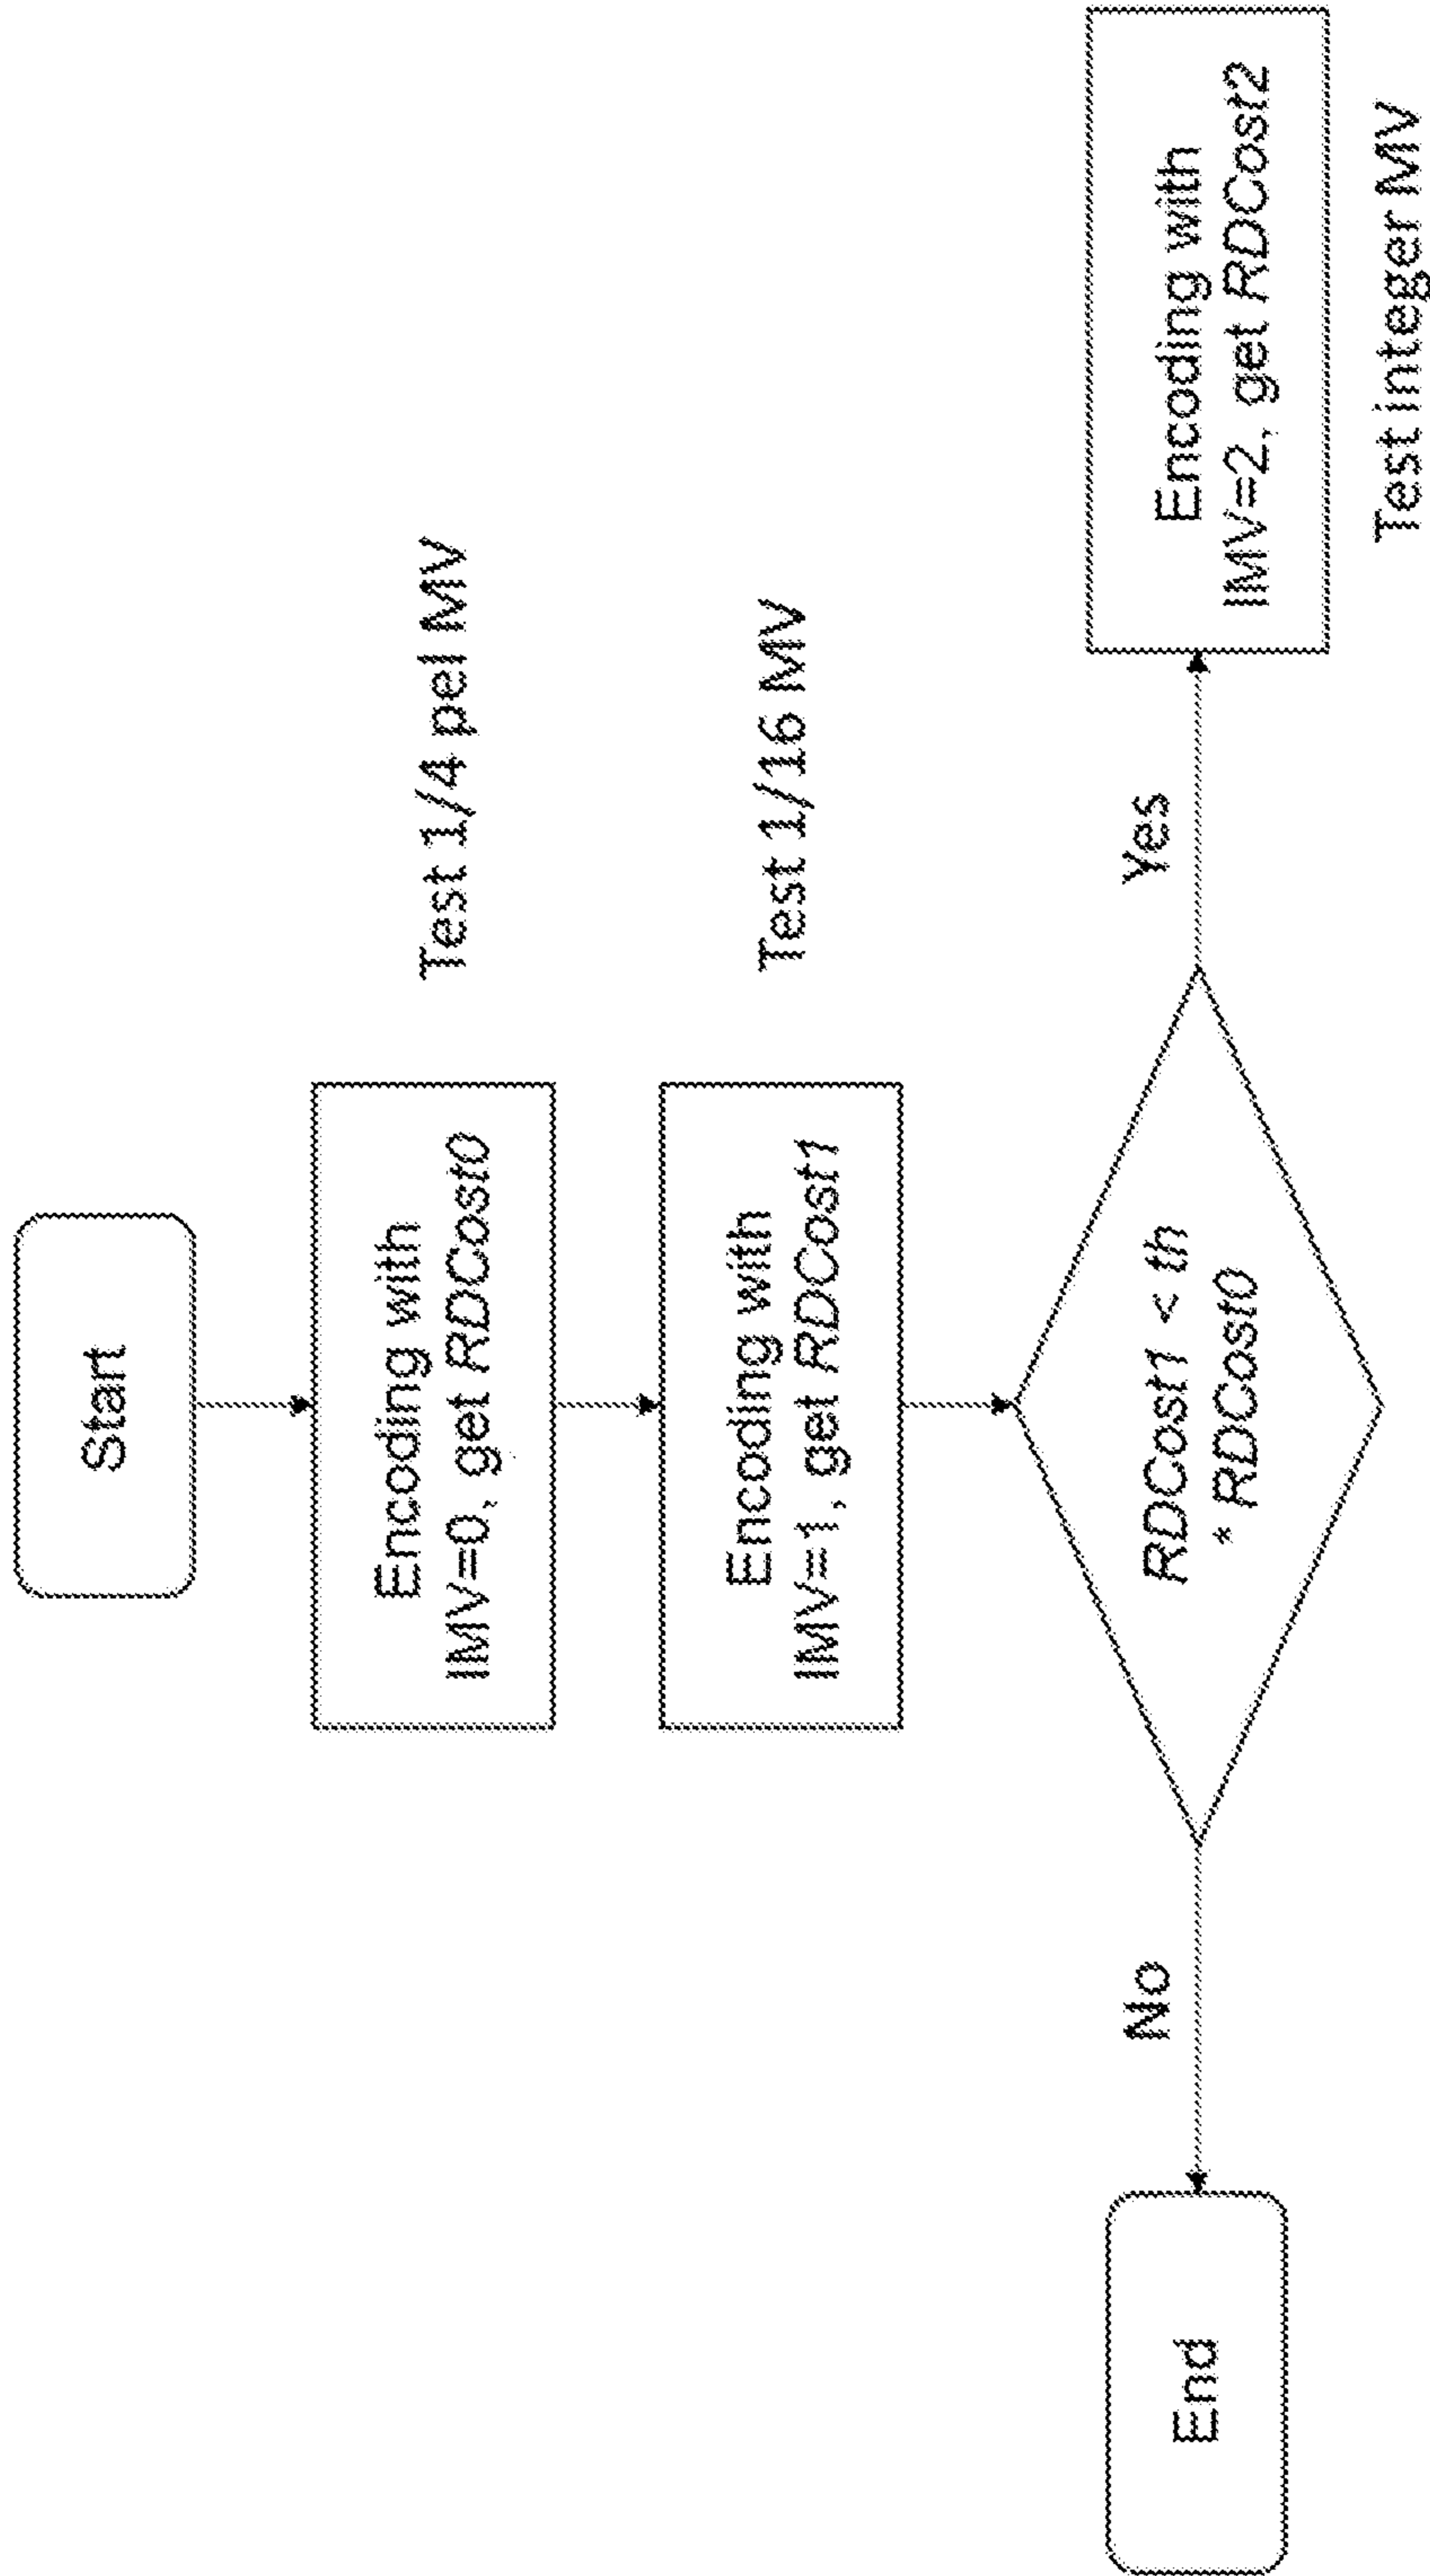 Start
Encoding with
IMV=0, get RDCost0
Test 1/4 pel MV
Encoding with
IMV=1, get RDCost1
Test 1/16 MV
RDCost1 < th
* RDCost0
No
Yes
End
Encoding with
IMV=2, get RDCost2
Test integer MV